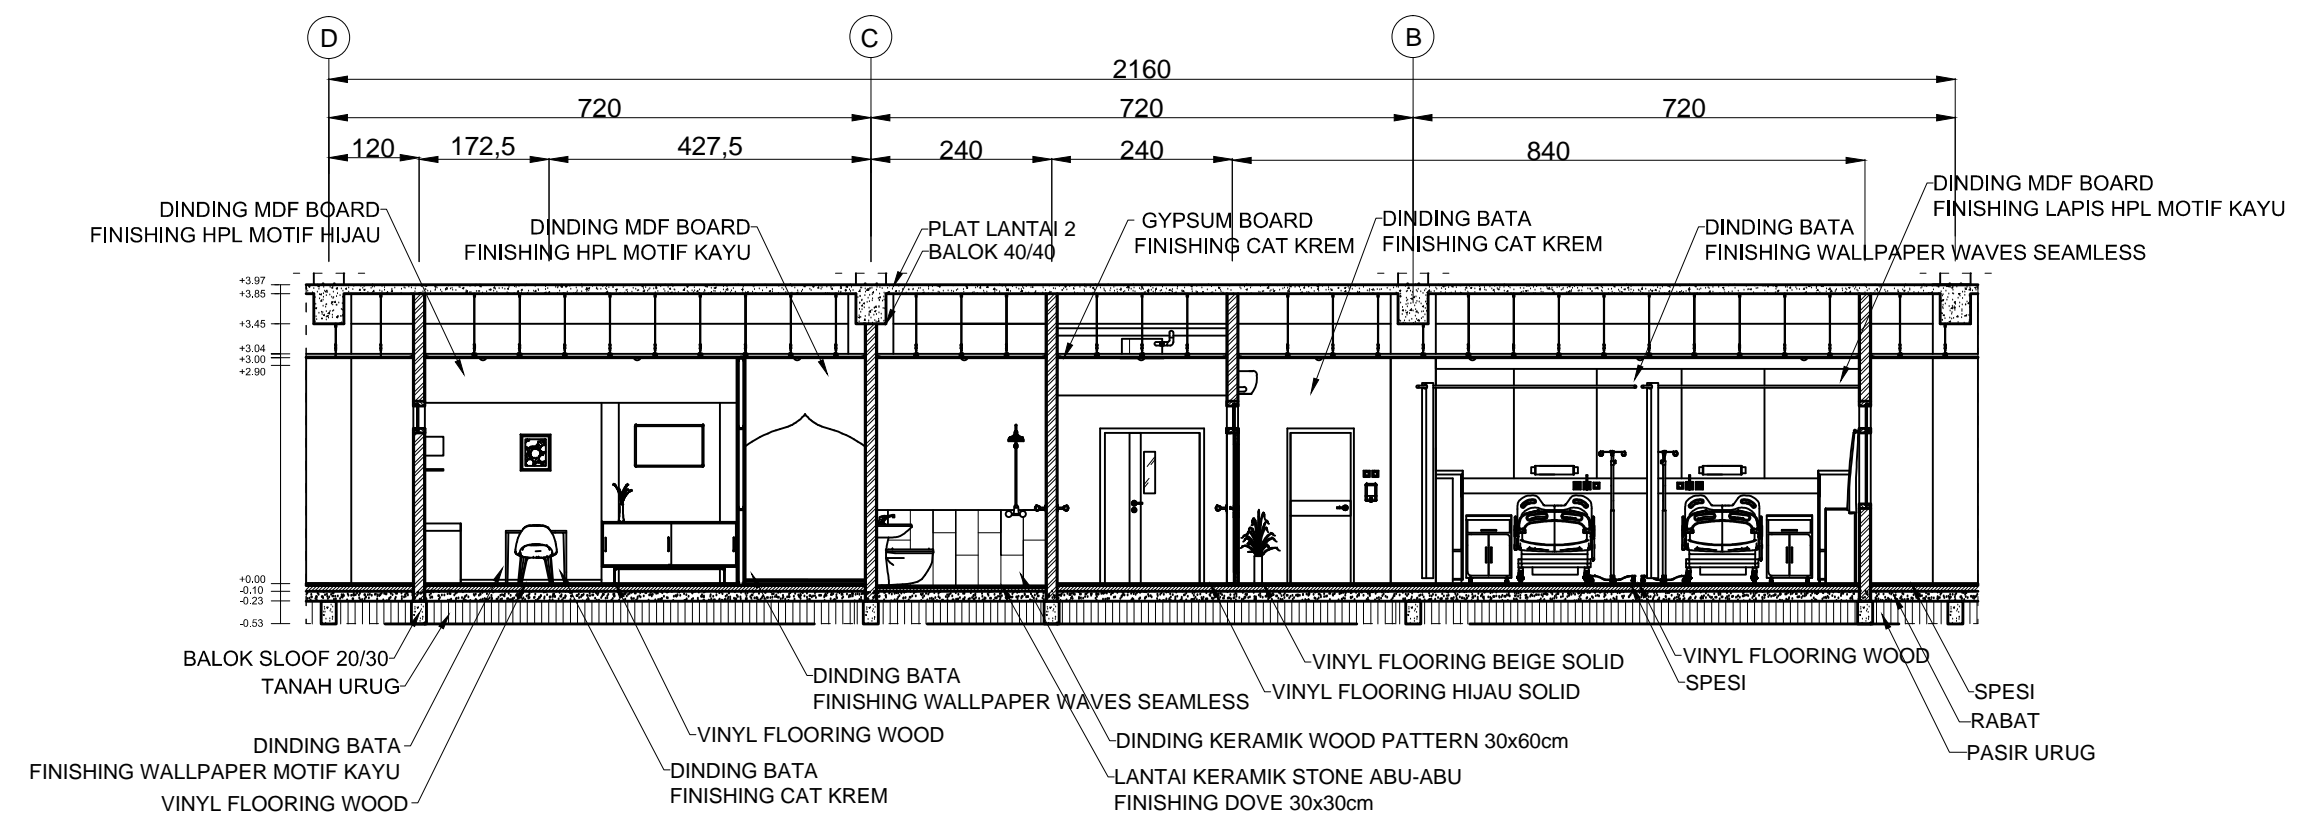 D
C
B
2160
720
720
720
120
172,5
427,5
240
240
840
DINDING MDF BOARD
FINISHING HPL MOTIF HIJAU
DINDING MDF BOARD
FINISHING HPL MOTIF KAYU
PLAT LANTAI 2
BALOK 40/40
GYPSUM BOARD
FINISHING CAT KREM
DINDING BATA
FINISHING CAT KREM
DINDING BATA
FINISHING WALLPAPER WAVES SEAMLESS
DINDING MDF BOARD
FINISHING LAPIS HPL MOTIF KAYU
+3.97
+3.85
+3.45
+3.04
+3.00
+2.90
+0.00
-0.10
-0.23
-0.53
BALOK SLOOF 20/30
TANAH URUG
DINDING BATA
FINISHING WALLPAPER MOTIF KAYU
VINYL FLOORING WOOD
DINDING BATA
FINISHING WALLPAPER WAVES SEAMLESS
VINYL FLOORING WOOD
DINDING BATA
FINISHING CAT KREM
VINYL FLOORING BEIGE SOLID
VINYL FLOORING HIJAU SOLID
DINDING KERAMIK WOOD PATTERN 30x60cm
LANTAI KERAMIK STONE ABU-ABU
FINISHING DOVE 30x30cm
VINYL FLOORING WOOD
SPESI
SPESI
RABAT
PASIR URUG